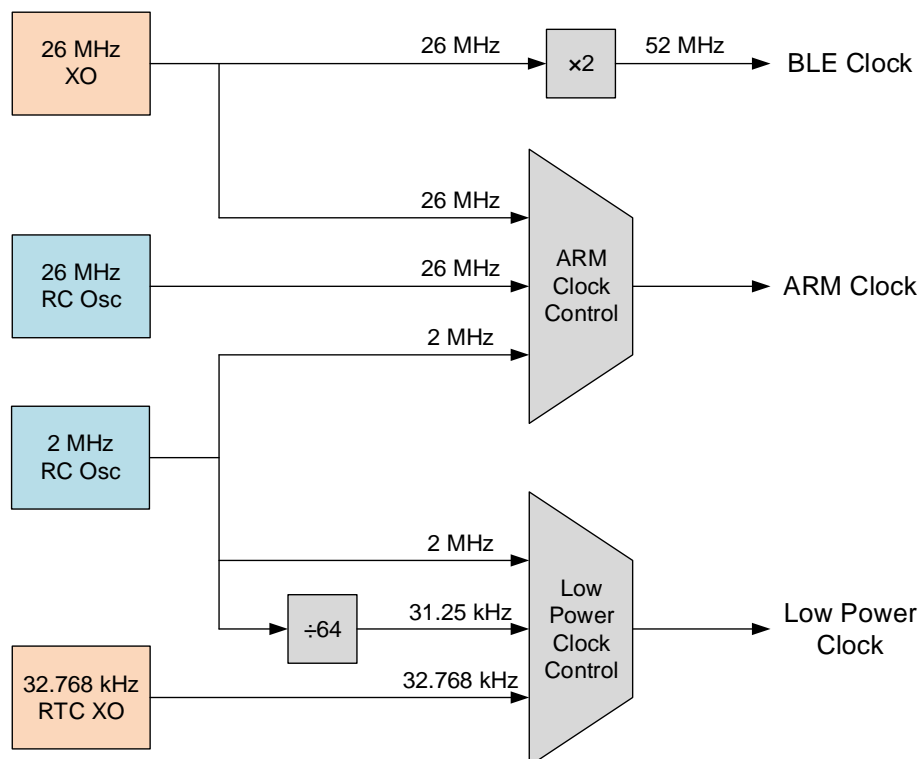 26 MHz
XO
26 MHz
×2
52 MHz
BLE Clock
26 MHz
26 MHz
RC Osc
26 MHz
ARM
Clock
Control
ARM Clock
2 MHz
2 MHz
RC Osc
2 MHz
Low
Power
Clock
Control
÷64
31.25 kHz
Low Power
Clock
32.768 kHz
RTC XO
32.768 kHz